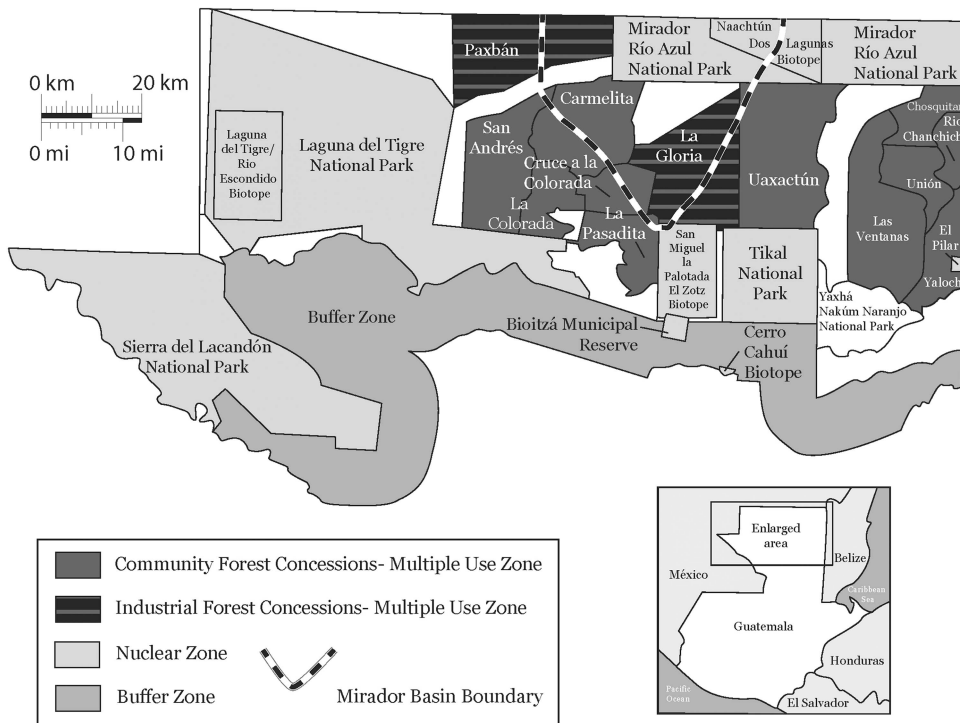 0 km 20 km
0 mi 10 mi
Paxbán
Mirador
Río Azul
National Park
Naachtún
Dos Lagunas
Biotope
Mirador
Río Azul
National Park
Laguna
del Tigre/
Rio
Escondido
Biotope
Laguna del Tigre
National Park
San
Andrés
Carmelita
La
Gloria
Cruce a la
Colorada
La
Colorada
La
Pasadita
Uaxactún
Chosquitan
Rio
Chanchich
Unión
Las
Ventanas
El
Pilar
Yaloch
San
Miguel
la
Palotada
El Zotz
Biotope
Tikal
National
Park
Yaxhá
Nakúm Naranjo
National Park
Buffer Zone
Bioitzá Municipal
Reserve
Cerro
Cahuí
Biotope
Sierra del Lacandón
National Park
Community Forest Concessions- Multiple Use Zone
Industrial Forest Concessions- Multiple Use Zone
Nuclear Zone
Buffer Zone
Mirador Basin Boundary
Enlarged
area
Belize
México
Caribbean
Sea
Guatemala
Honduras
Pacific
Ocean
El Salvador